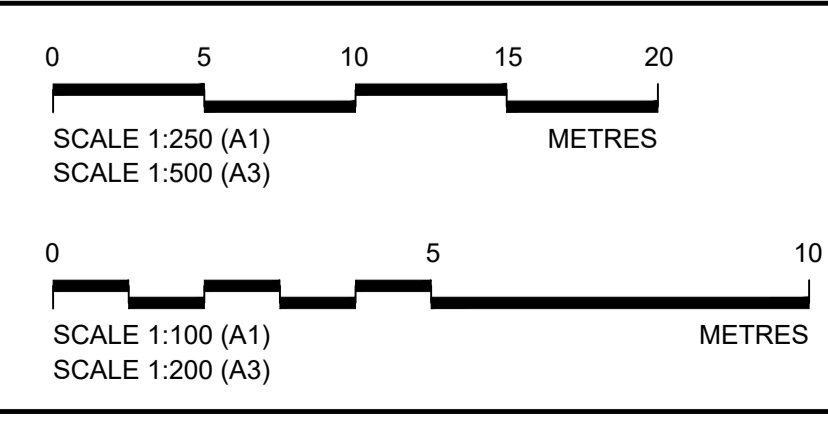 0 5 10 15 20
SCALE 1:250 (A1) METRES
SCALE 1:500 (A3)
0 5 10
SCALE 1:100 (A1) METRES
SCALE 1:200 (A3)